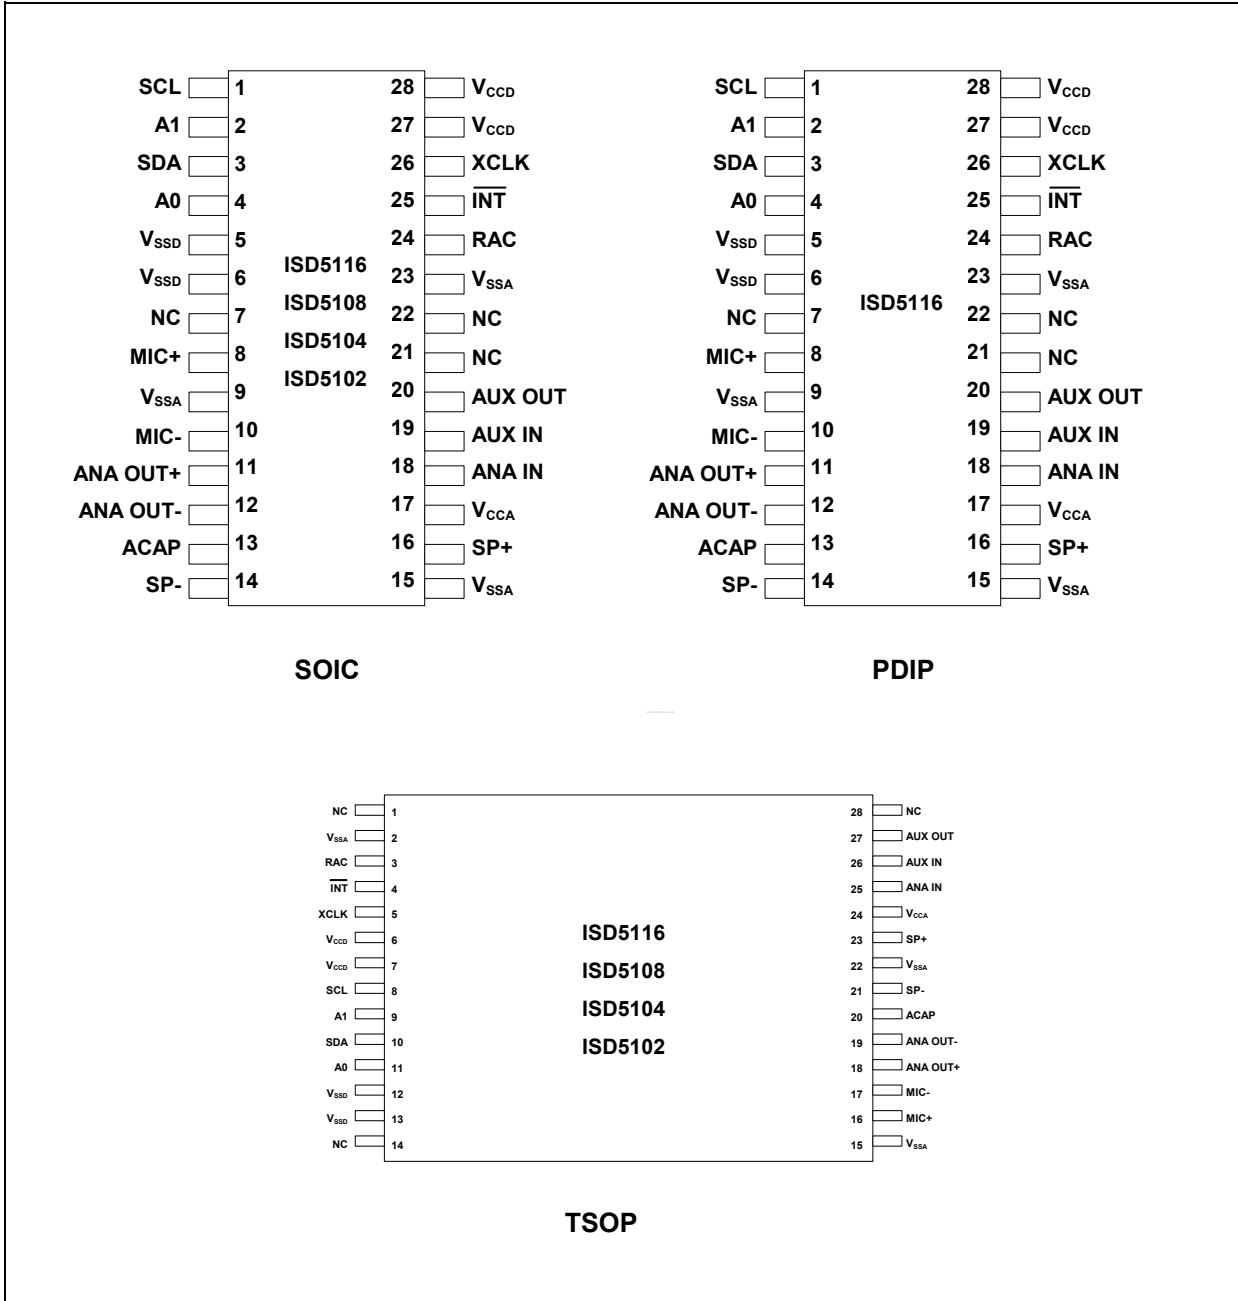 SCL 1 28 VCCD
A1 2 27 VCCD
SDA 3 26 XCLK
A0 4 25 INT
VSSD 5 24 RAC
VSSD 6 23 VSSA
NC 7 22 NC
MIC+ 8 21 NC
VSSA 9 20 AUX OUT
MIC- 10 19 AUX IN
ANA OUT+ 11 18 ANA IN
ANA OUT- 12 17 VCCA
ACAP 13 16 SP+
SP- 14 15 VSSA
ISD5116
ISD5108
ISD5104
ISD5102
SOIC
SCL 1 28 VCCD
A1 2 27 VCCD
SDA 3 26 XCLK
A0 4 25 INT
VSSD 5 24 RAC
VSSD 6 23 VSSA
NC 7 22 NC
MIC+ 8 21 NC
VSSA 9 20 AUX OUT
MIC- 10 19 AUX IN
ANA OUT+ 11 18 ANA IN
ANA OUT- 12 17 VCCA
ACAP 13 16 SP+
SP- 14 15 VSSA
ISD5116
PDIP
NC 1 28 NC
VSSA 2 27 AUX OUT
RAC 3 26 AUX IN
INT 4 25 ANA IN
XCLK 5 24 VCCA
VCCD 6 23 SP+
VCCD 7 22 VSSA
SCL 8 21 SP-
A1 9 20 ACAP
SDA 10 19 ANA OUT-
A0 11 18 ANA OUT+
VSSD 12 17 MIC-
VSSD 13 16 MIC+
NC 14 15 VSSA
ISD5116
ISD5108
ISD5104
ISD5102
TSOP